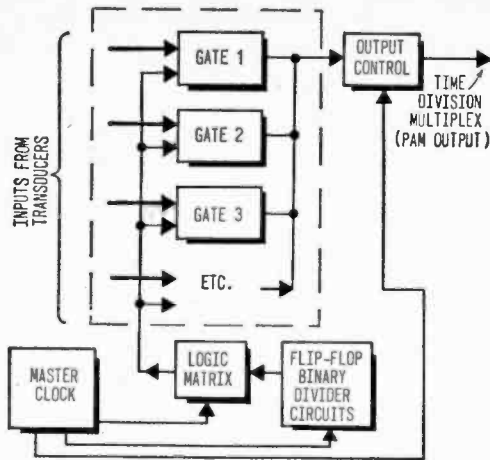 GATE 1
GATE 2
GATE 3
ETC.
OUTPUT
CONTROL
TIME
DIVISION
MULTIPLEX
(PAM OUTPUT)
INPUTS FROM
TRANSDUCERS
MASTER
CLOCK
LOGIC
MATRIX
FLIP-FLOP
BINARY
DIVIDER
CIRCUITS